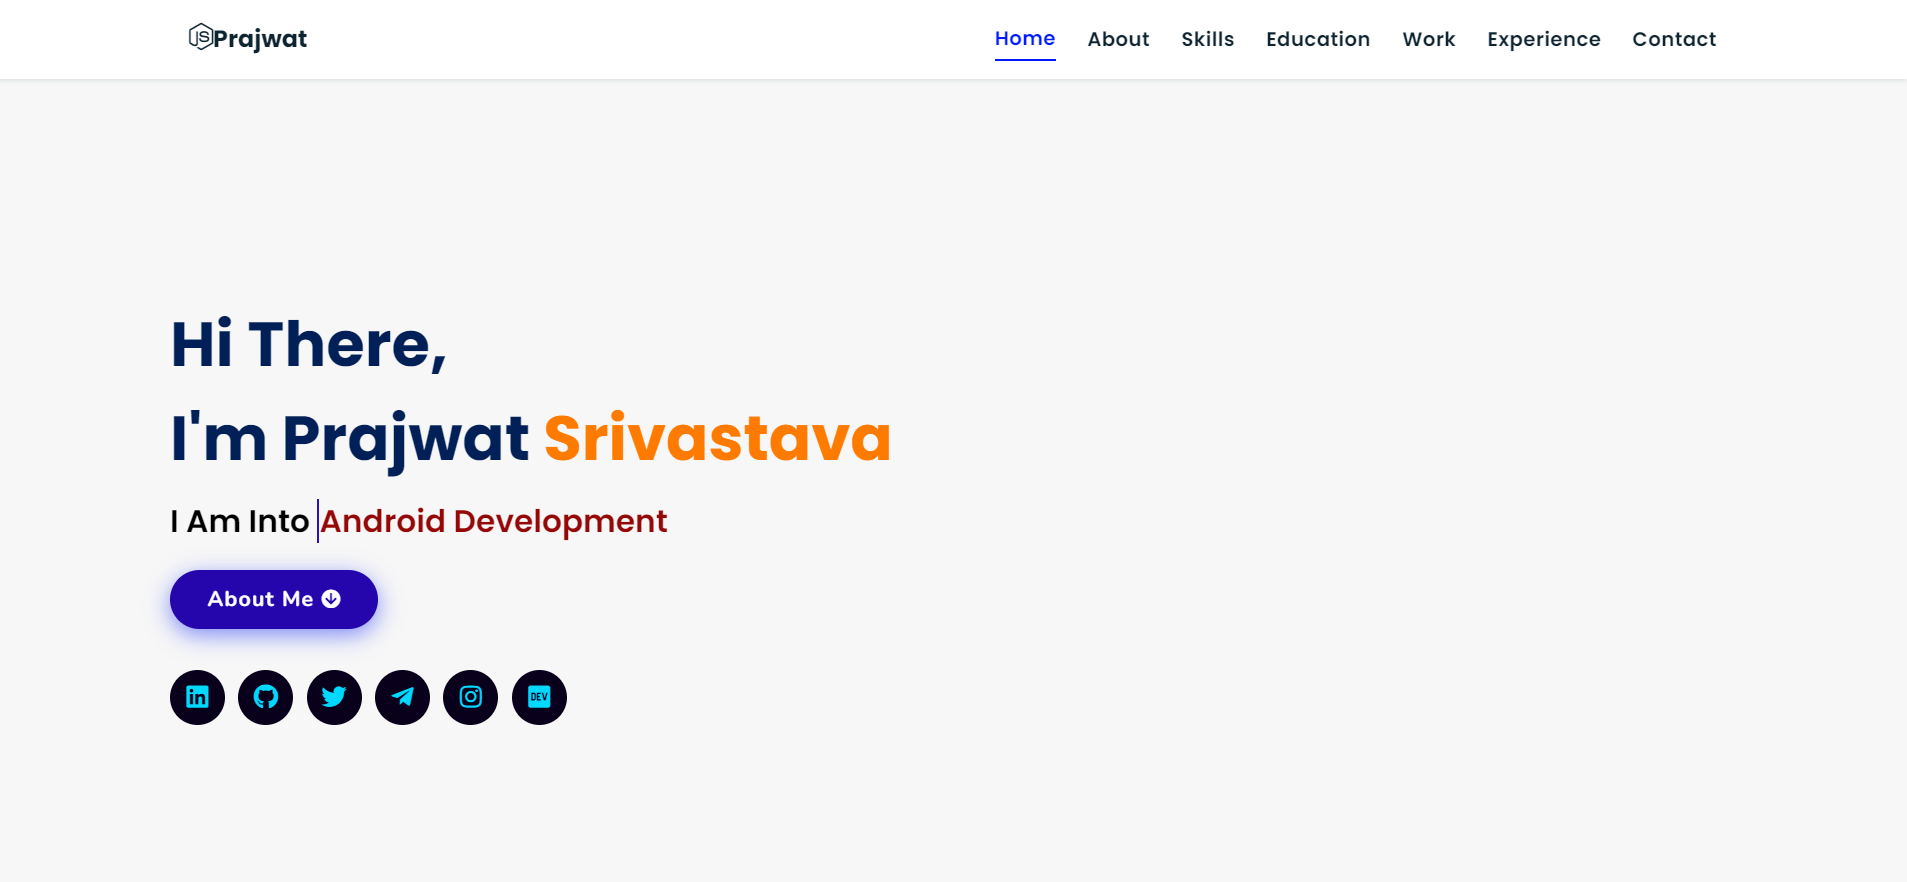 JS Prajwat
Home About Skills Education Work Experience Contact
Hi There,
I'm Prajwat Srivastava
I Am Into Android Development
About Me
in
DEV